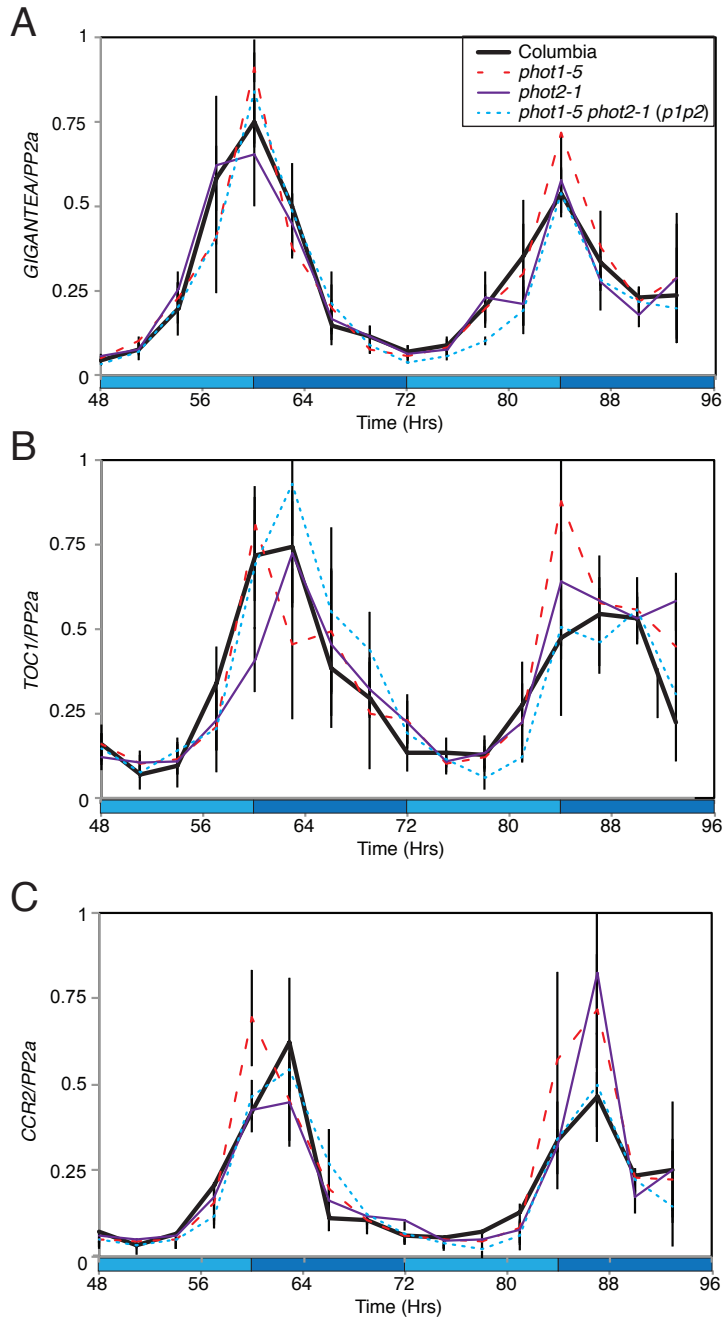 A
1
0.75
0.5
0.25
0
GIGANTEA/PP2a
Columbia
phot1-5
phot2-1
phot1-5 phot2-1 (p1p2)
48 56 64 72 80 88 96
Time (Hrs)
B
1
0.75
0.5
0.25
0
TOC1/PP2a
48 56 64 72 80 88 96
Time (Hrs)
C
1
0.75
0.5
0.25
0
CCR2/PP2a
48 56 64 72 80 88 96
Time (Hrs)